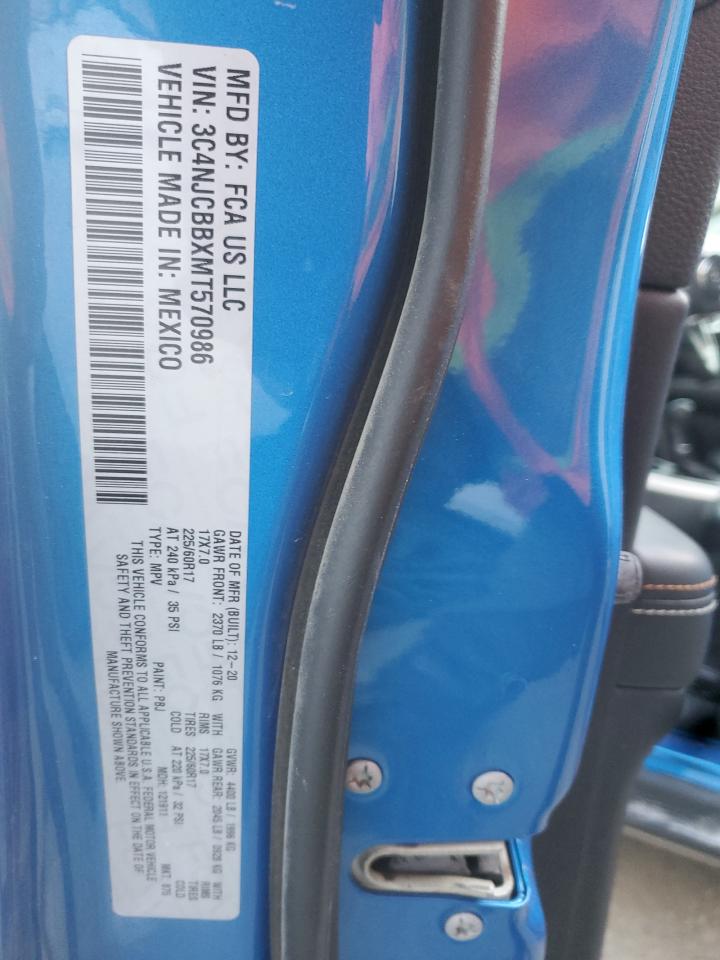 MFD BY: FCA US LLC
VIN: 3C4NJCBBXMT570986
VEHICLE MADE IN: MEXICO
DATE OF MFR (BUILT): 12-20 GVWR: 4400 LB / 1996 KG
GAWR FRONT: 2370 LB / 1076 KG WITH GAWR REAR: 2045 LB / 0928 KG WITH
17X7.0 RIMS 17X7.0 RIMS
225/60R17 TIRES 225/60R17 TIRES
AT 240 kPa / 35 PSI COLD AT 220 kPa / 32 PSI COLD
TYPE: MPV PAINT: PBJ MDH: 121911 MKT: 875
THIS VEHICLE CONFORMS TO ALL APPLICABLE U.S.A. FEDERAL MOTOR VEHICLE
SAFETY AND THEFT PREVENTION STANDARDS IN EFFECT ON THE DATE OF
MANUFACTURE SHOWN ABOVE.